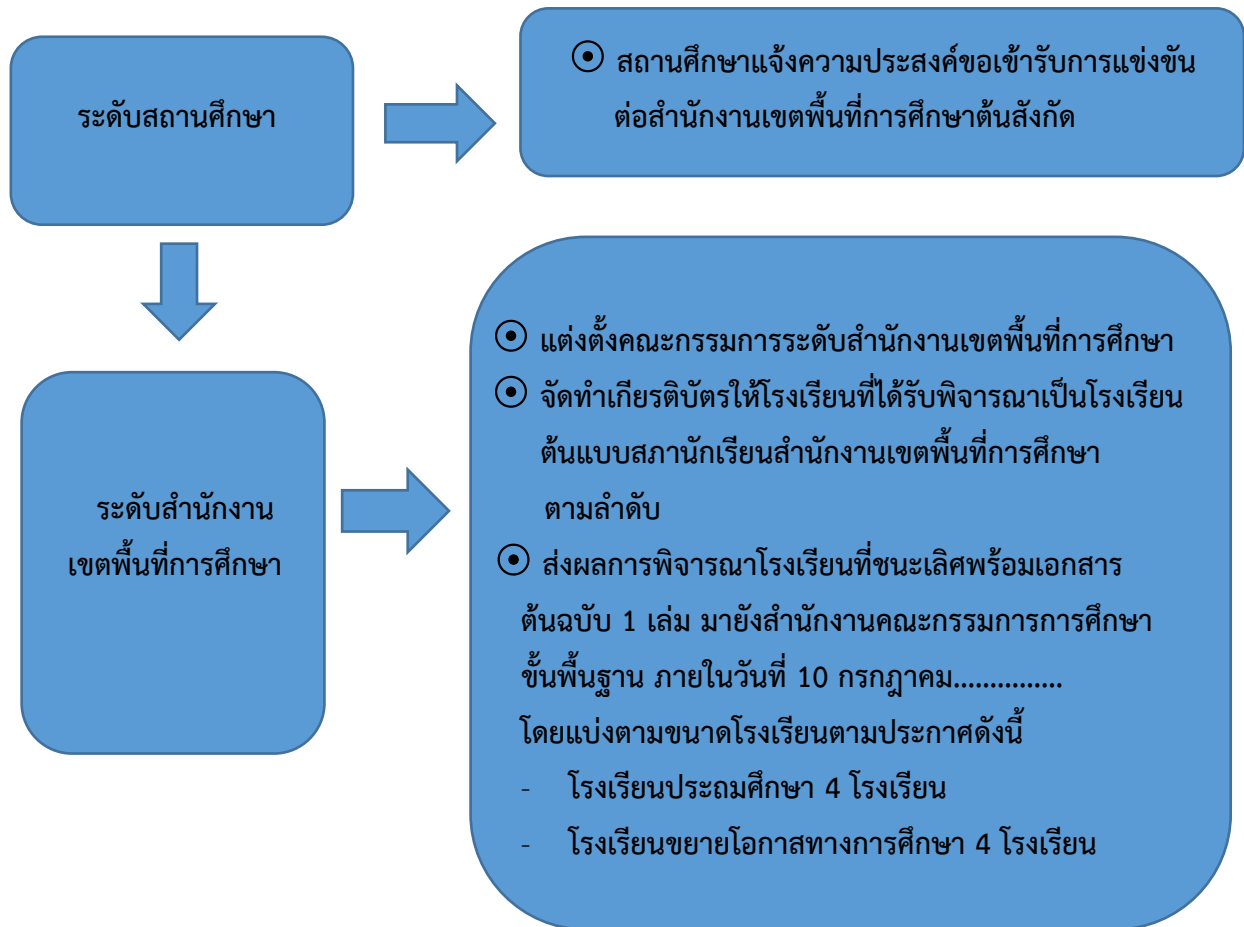 ระดับสถานศึกษา
⊙ สถานศึกษาแจ้งความประสงค์ขอเข้ารับการแข่งขัน
ต่อสำนักงานเขตพื้นที่การศึกษาต้นสังกัด
ระดับสำนักงาน
เขตพื้นที่การศึกษา
⊙ แต่งตั้งคณะกรรมการระดับสำนักงานเขตพื้นที่การศึกษา
⊙ จัดทำเกียรติบัตรให้โรงเรียนที่ได้รับพิจารณาเป็นโรงเรียน
ต้นแบบสภานักเรียนสำนักงานเขตพื้นที่การศึกษา
ตามลำดับ
⊙ ส่งผลการพิจารณาโรงเรียนที่ชนะเลิศพร้อมเอกสาร
ต้นฉบับ 1 เล่ม มายังสำนักงานคณะกรรมการการศึกษา
ขั้นพื้นฐาน ภายในวันที่ 10 กรกฎาคม...............
โดยแบ่งตามขนาดโรงเรียนตามประกาศดังนี้
- โรงเรียนประถมศึกษา 4 โรงเรียน
- โรงเรียนขยายโอกาสทางการศึกษา 4 โรงเรียน